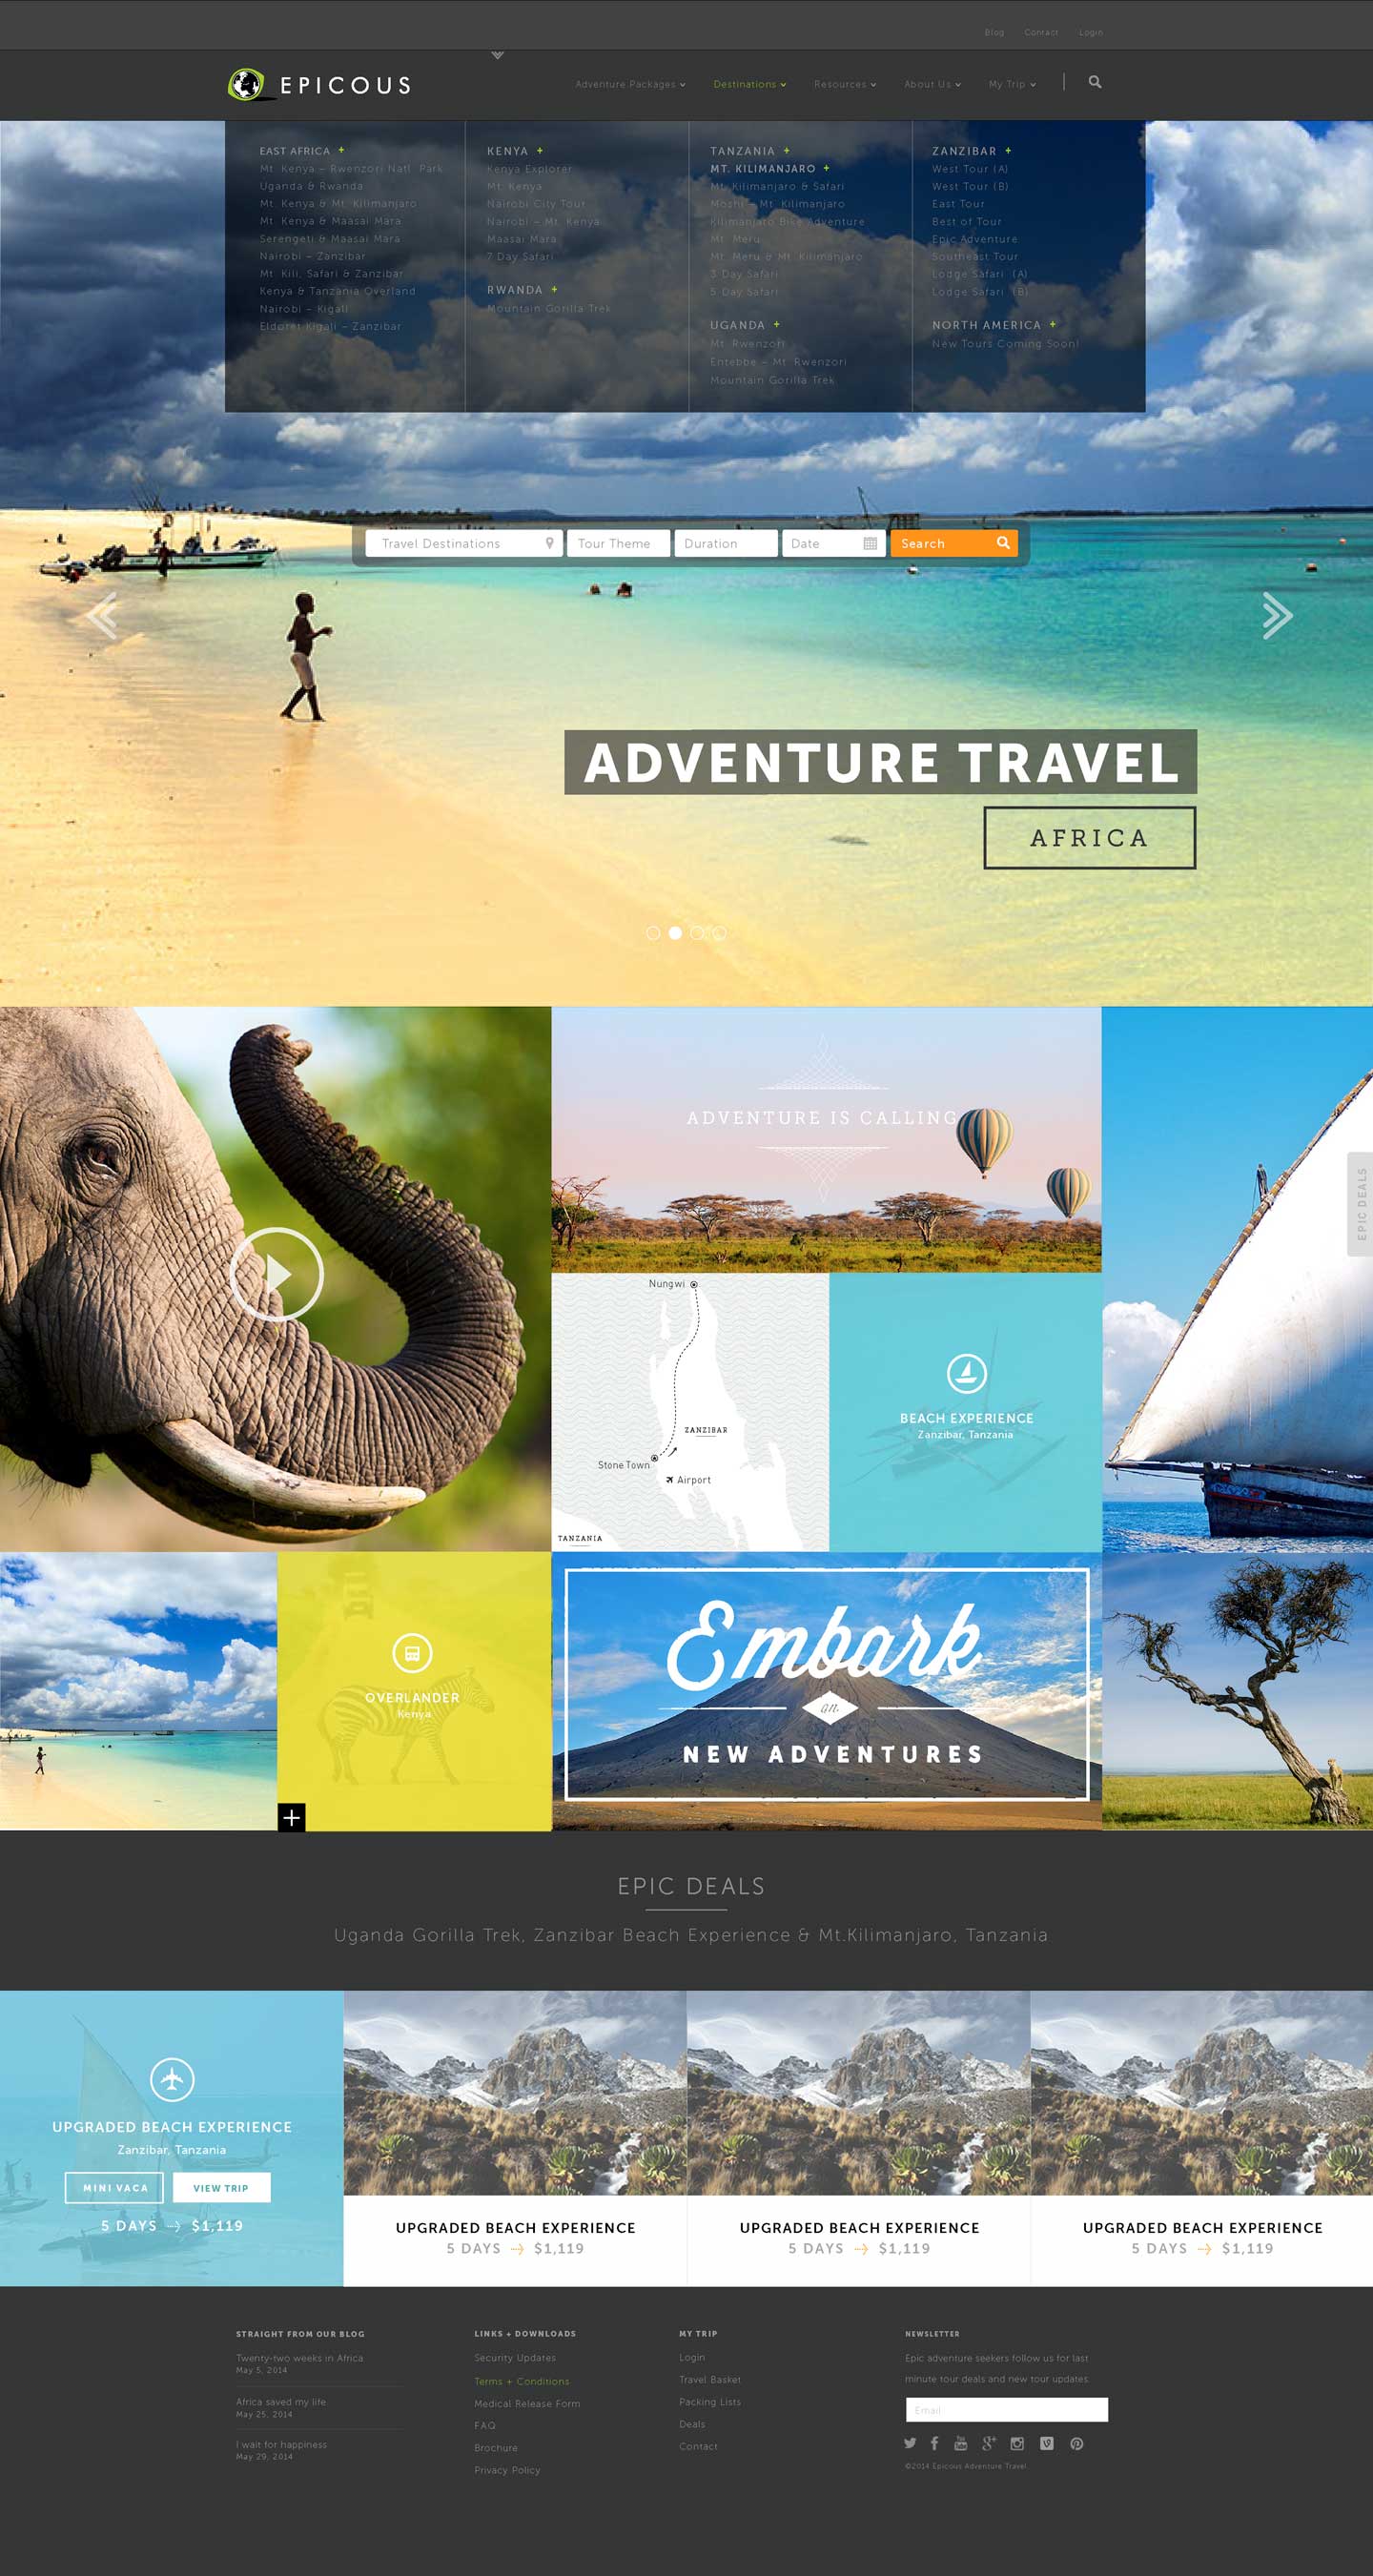 Blog Contact Login
EPICOUS
Adventure Packages Destinations Resources About Us My Trip
EAST AFRICA +
Mt. Kenya – Rwenzori Natl. Park
Uganda & Rwanda
Mt. Kenya & Mt. Kilimanjaro
Mt. Kenya & Maasai Mara
Serengeti & Maasai Mara
Nairobi – Zanzibar
Mt. Kili, Safari & Zanzibar
Kenya & Tanzania Overland
Nairobi – Kigali
Eldoret Kigali – Zanzibar
KENYA +
Kenya Explorer
Mt. Kenya
Nairobi City Tour
Nairobi – Mt. Kenya
Maasai Mara
7 Day Safari
RWANDA +
Mountain Gorilla Trek
TANZANIA +
MT. KILIMANJARO +
Mt. Kilimanjaro & Safari
Moshi – Mt. Kilimanjaro
Kilimanjaro Bike Adventure
Mt. Meru
Mt. Meru & Mt. Kilimanjaro
3 Day Safari
5 Day Safari
UGANDA +
Mt. Rwenzori
Entebbe – Mt. Rwenzori
Mountain Gorilla Trek
ZANZIBAR +
West Tour (A)
West Tour (B)
East Tour
Best of Tour
Epic Adventure
Southeast Tour
Lodge Safari (A)
Lodge Safari (B)
NORTH AMERICA +
New Tours Coming Soon!
Travel Destinations Tour Theme Duration Date Search
ADVENTURE TRAVEL
AFRICA
ADVENTURE IS CALLING
EPIC DEALS
Nungwi
ZANZIBAR
Stone Town
Airport
TANZANIA
BEACH EXPERIENCE
Zanzibar, Tanzania
OVERLANDER
Kenya
Embark
on
NEW ADVENTURES
EPIC DEALS
Uganda Gorilla Trek, Zanzibar Beach Experience & Mt.Kilimanjaro, Tanzania
UPGRADED BEACH EXPERIENCE
Zanzibar, Tanzania
MINI VACA VIEW TRIP
5 DAYS $1,119
UPGRADED BEACH EXPERIENCE
5 DAYS $1,119
UPGRADED BEACH EXPERIENCE
5 DAYS $1,119
UPGRADED BEACH EXPERIENCE
5 DAYS $1,119
STRAIGHT FROM OUR BLOG
Twenty-two weeks in Africa
May 5, 2014
Africa saved my life
May 25, 2014
I wait for happiness
May 29, 2014
LINKS + DOWNLOADS
Security Updates
Terms + Conditions
Medical Release Form
FAQ
Brochure
Privacy Policy
MY TRIP
Login
Travel Basket
Packing Lists
Deals
Contact
NEWSLETTER
Epic adventure seekers follow us for last
minute tour deals and new tour updates.
Email
©2014 Epicous Adventure Travel